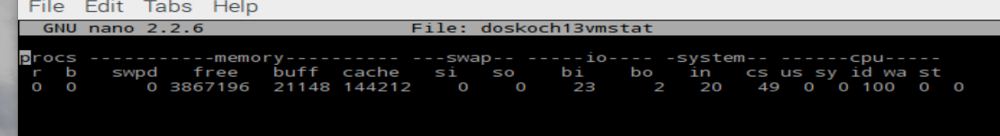 File Edit Tabs Help
GNU nano 2.2.6 File: doskoch13vmstat
procs -----------memory---------- ---swap-- -----io---- -system-- ------cpu-----
r b swpd free buff cache si so bi bo in cs us sy id wa st
0 0 0 3867196 21148 144212 0 0 23 2 20 49 0 0 100 0 0